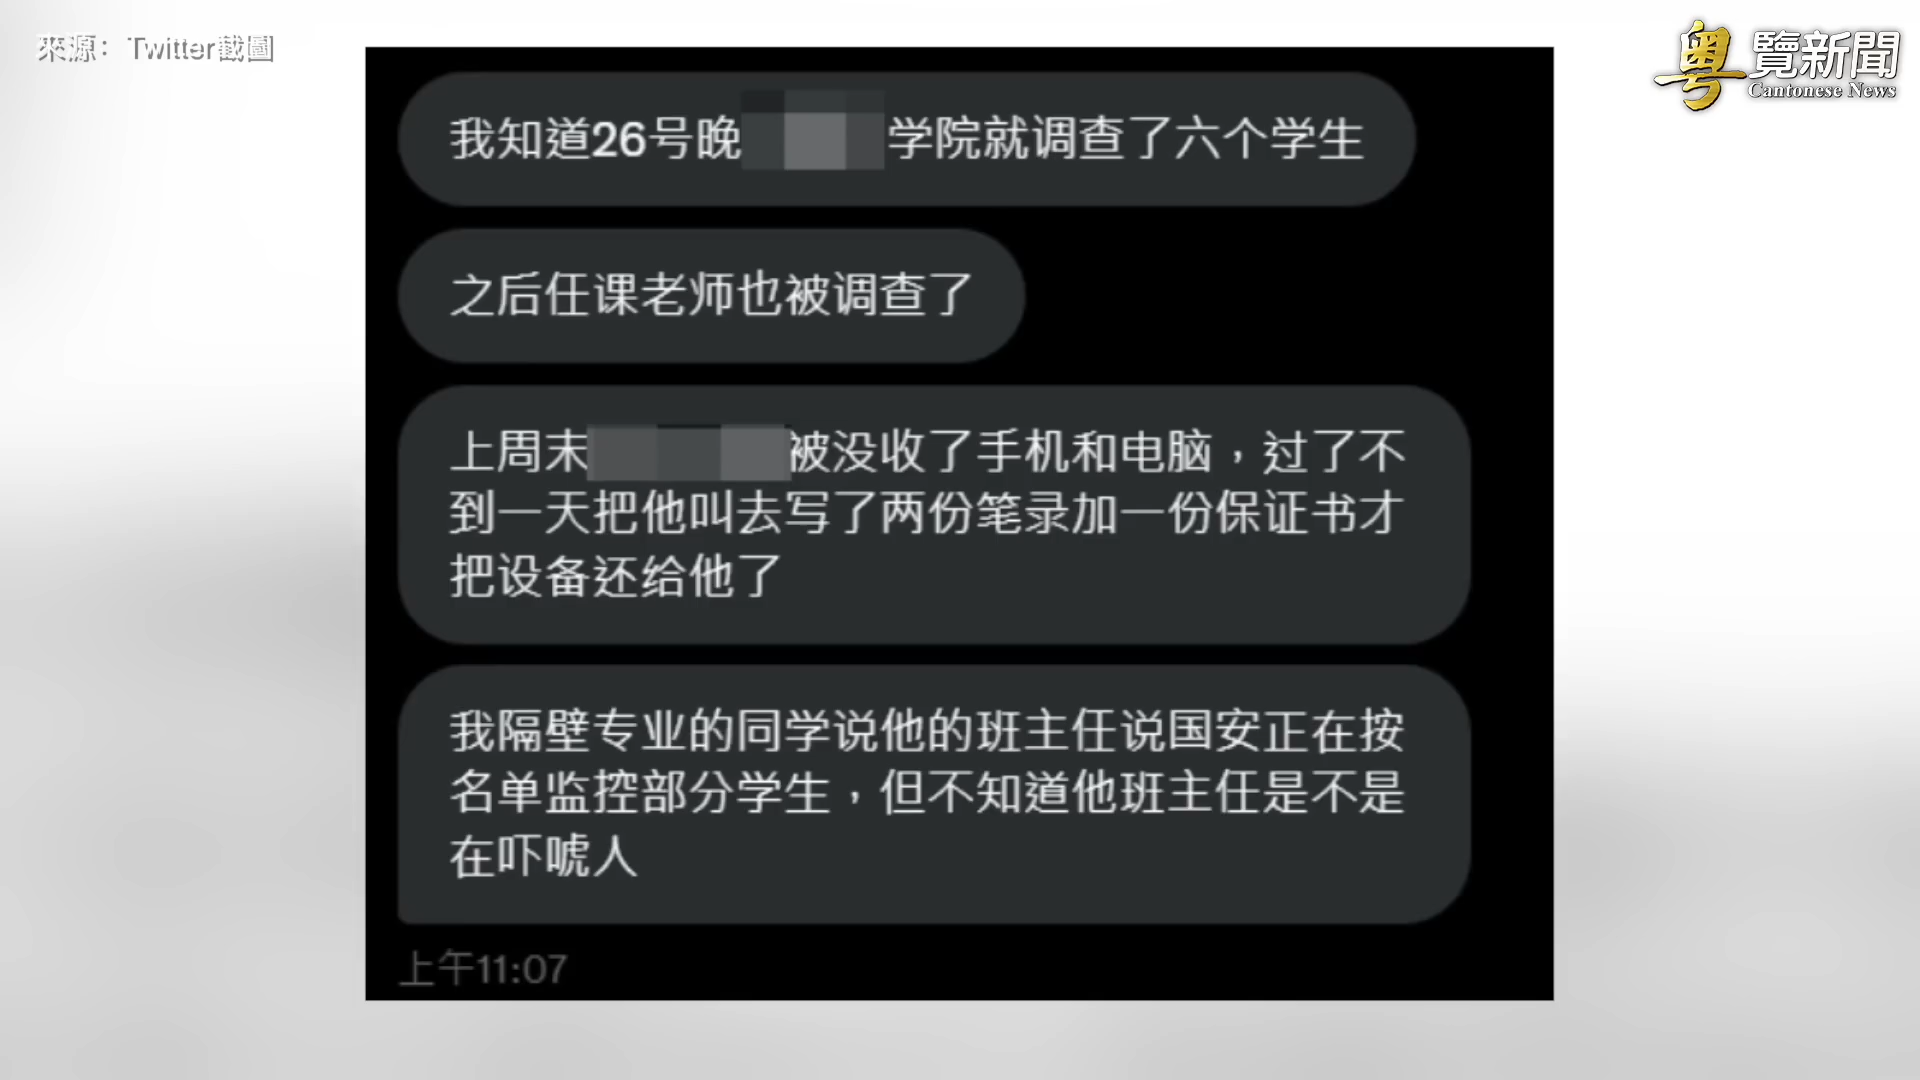 來源：Twitter截圖
粵覽新聞
Cantonese News
我知道26号晚 学院就调查了六个学生
之后任课老师也被调查了
上周末 被没收了手机和电脑，过了不
到一天把他叫去写了两份笔录加一份保证书才
把设备还给他了
我隔壁专业的同学说他的班主任说国安正在按
名单监控部分学生，但不知道他班主任是不是
在吓唬人
上午11:07